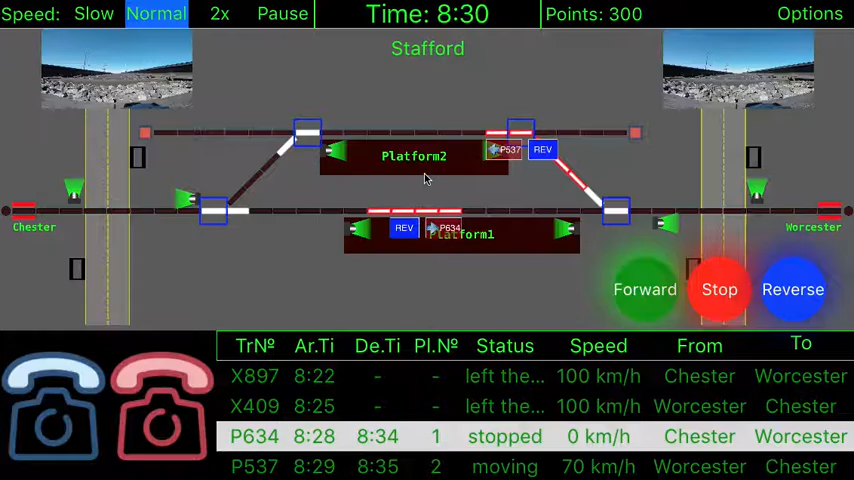 Speed: Slow Normal 2x Pause Time: 8:30 Points: 300 Options
Stafford
Platform2
P537 REV
Chester Worcester
REV P634
Platform1
Forward Stop Reverse
TrNº Ar.Ti De.Ti Pl.Nº Status Speed From To
X897 8:22 - - left the... 100 km/h Chester Worcester
X409 8:25 - - left the... 100 km/h Worcester Chester
P634 8:28 8:34 1 stopped 0 km/h Chester Worcester
P537 8:29 8:35 2 moving 70 km/h Worcester Chester